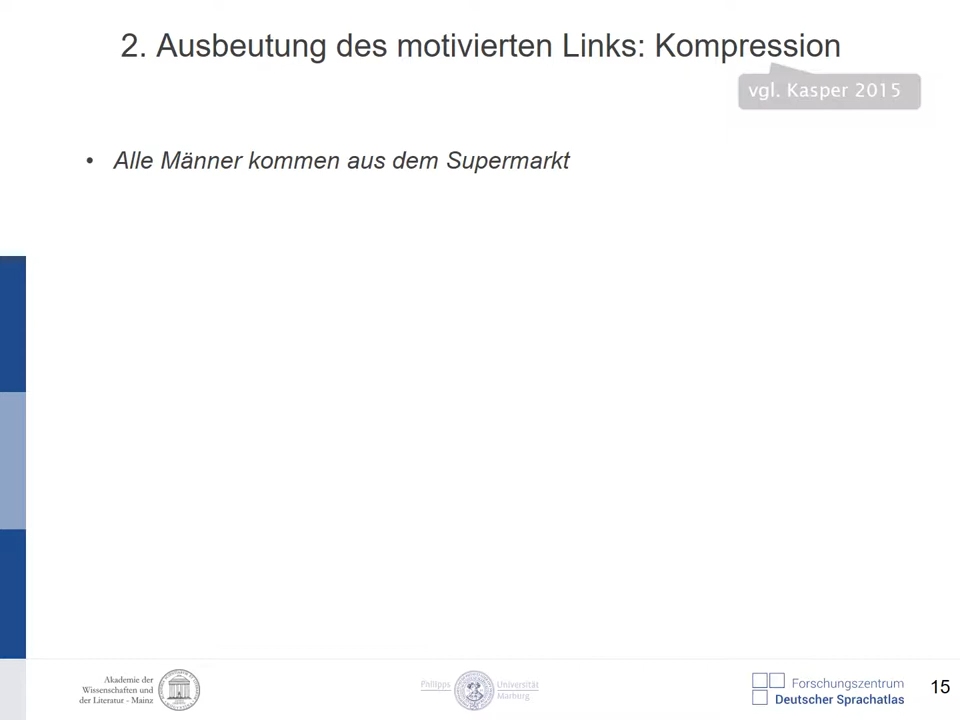 2. Ausbeutung des motivierten Links: Kompression
vgl. Kasper 2015
• Alle Männer kommen aus dem Supermarkt
Akademie der
Wissenschaften und
der Literatur - Mainz
Philipps Universität
Marburg
Forschungszentrum
Deutscher Sprachatlas
15